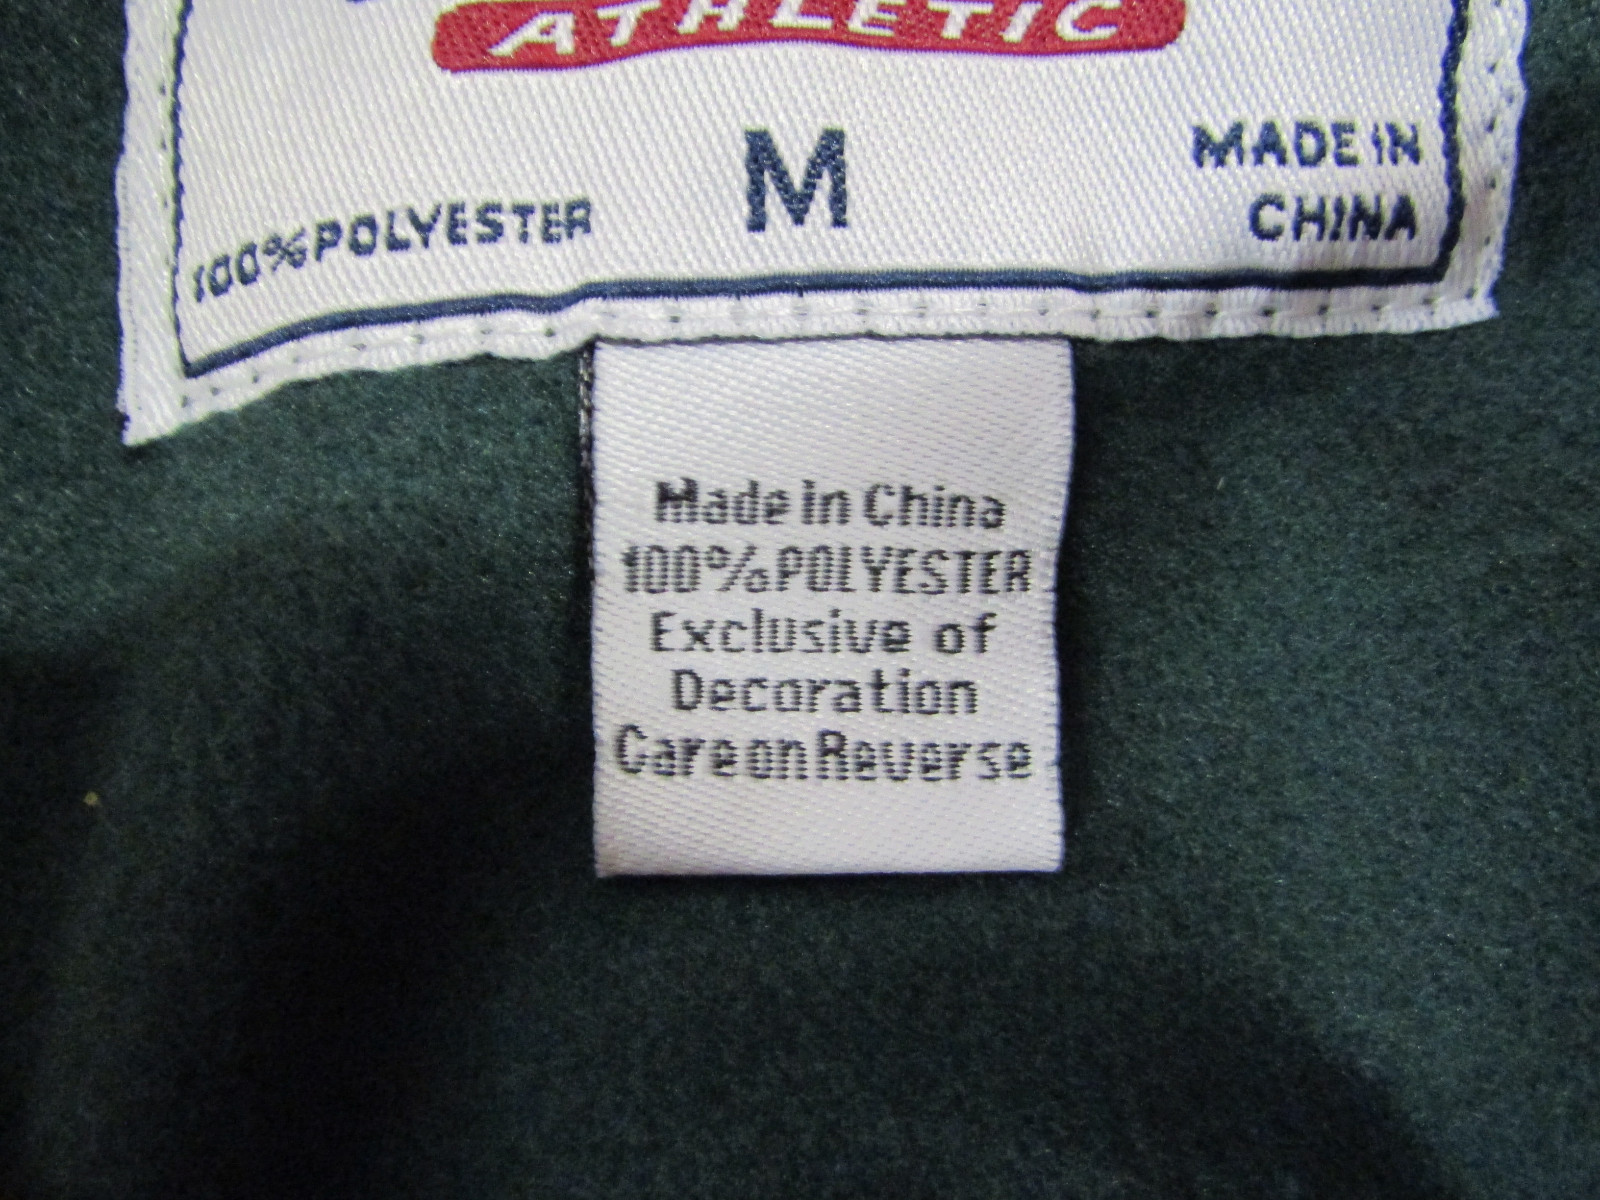 ATHLETIC
M
MADE IN
CHINA
100% POLYESTER
Made in China
100% POLYESTER
Exclusive of
Decoration
Care on Reverse